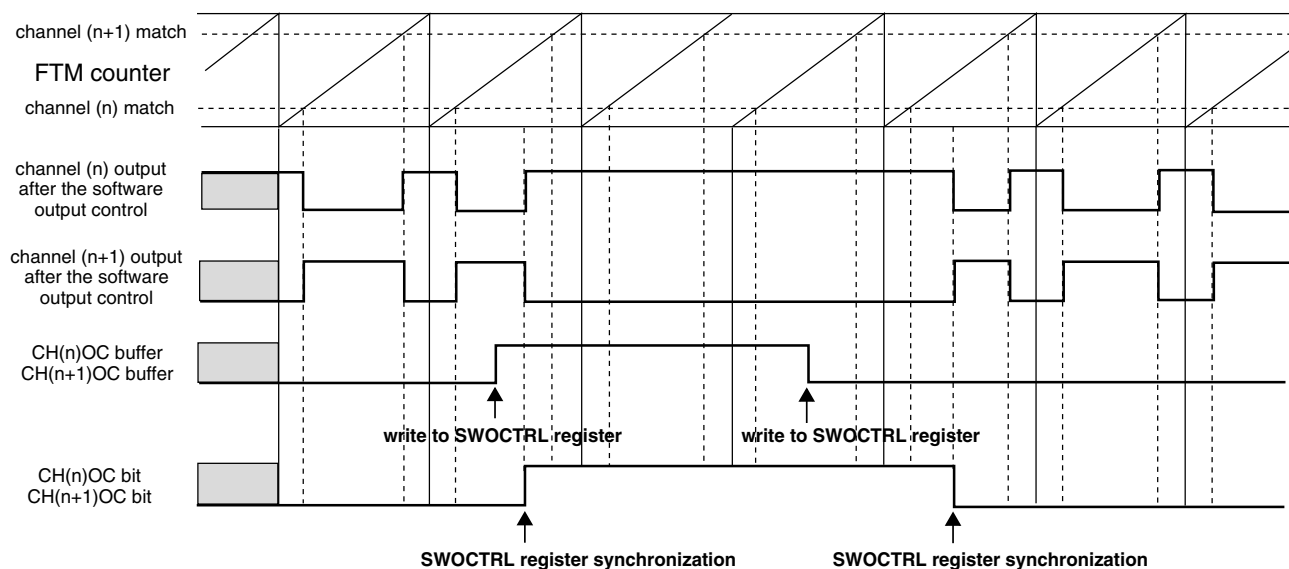 channel (n+1) match
FTM counter
channel (n) match
channel (n) output
after the software
output control
channel (n+1) output
after the software
output control
CH(n)OC buffer
CH(n+1)OC buffer
write to SWOCTRL register
write to SWOCTRL register
CH(n)OC bit
CH(n+1)OC bit
SWOCTRL register synchronization
SWOCTRL register synchronization